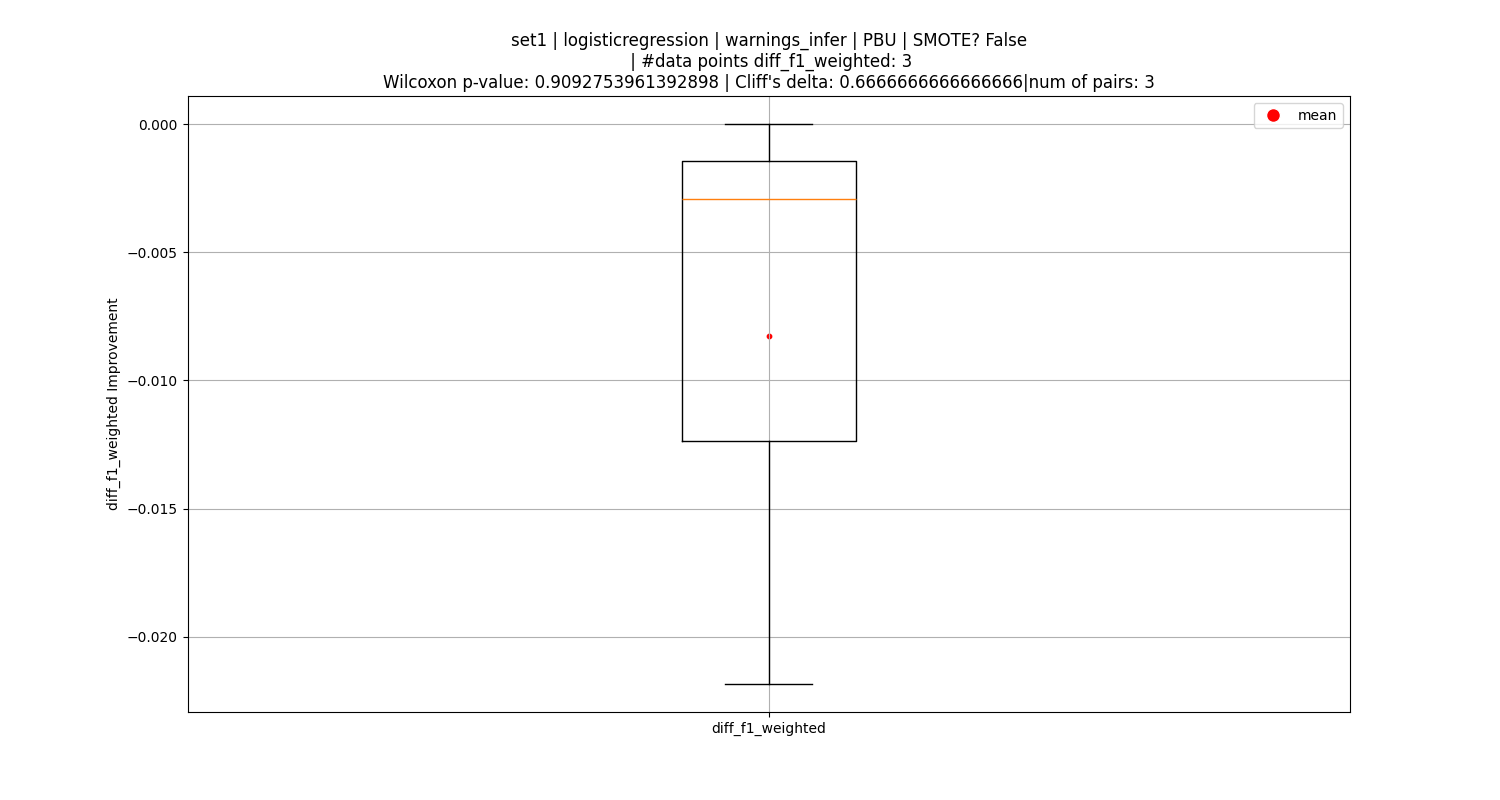 set1 | logisticregression | warnings_infer | PBU | SMOTE? False
| #data points diff_f1_weighted: 3
Wilcoxon p-value: 0.9092753961392898 | Cliff's delta: 0.6666666666666666|num of pairs: 3
mean
0.000
−0.005
−0.010
−0.015
−0.020
diff_f1_weighted Improvement
diff_f1_weighted